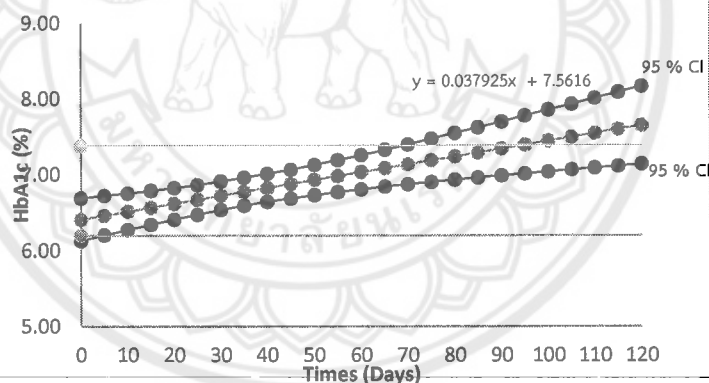 9.00
y = 0.037925x + 7.5616
95 % CI
8.00
HbA1c (%)
7.00
95 % CI
6.00
5.00
0 10 20 30 40 50 60 70 80 90 100 110 120
Times (Days)